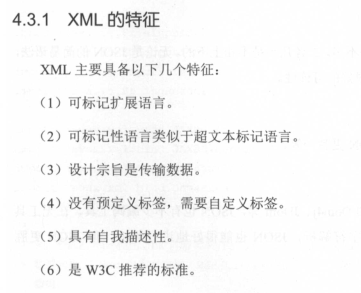 4.3.1 XML 的特征
XML 主要具备以下几个特征：
（1）可标记扩展语言。
（2）可标记性语言类似于超文本标记语言。
（3）设计宗旨是传输数据。
（4）没有预定义标签，需要自定义标签。
（5）具有自我描述性。
（6）是 W3C 推荐的标准。